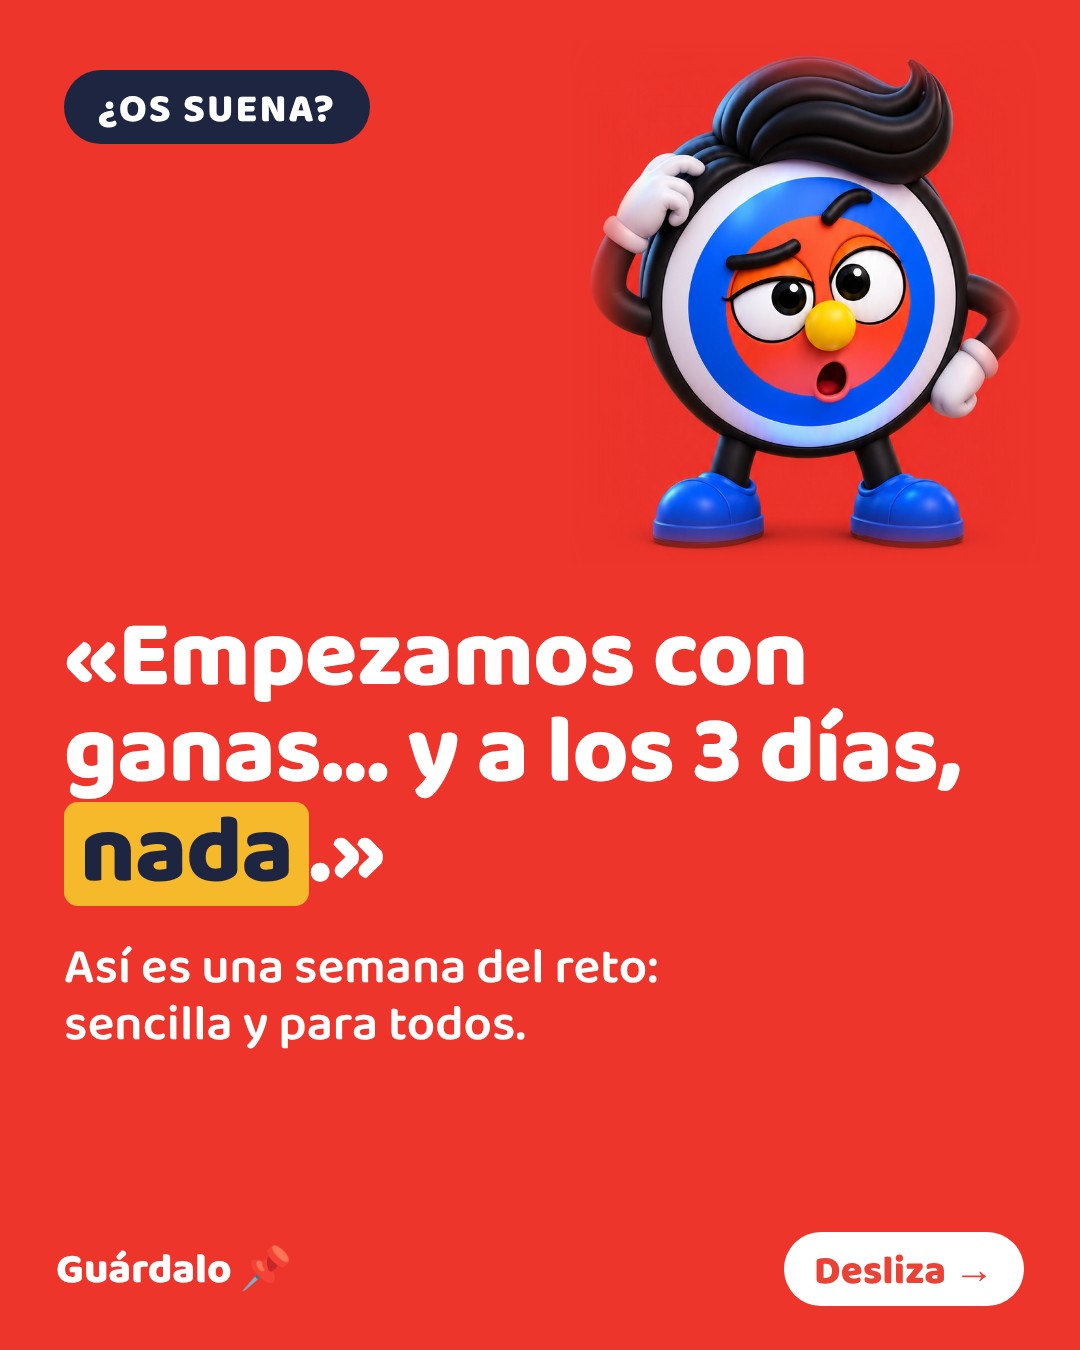 ¿OS SUENA?
«Empezamos con
ganas... y a los 3 días,
nada.»
Así es una semana del reto:
sencilla y para todos.
Guárdalo 📌
Desliza →